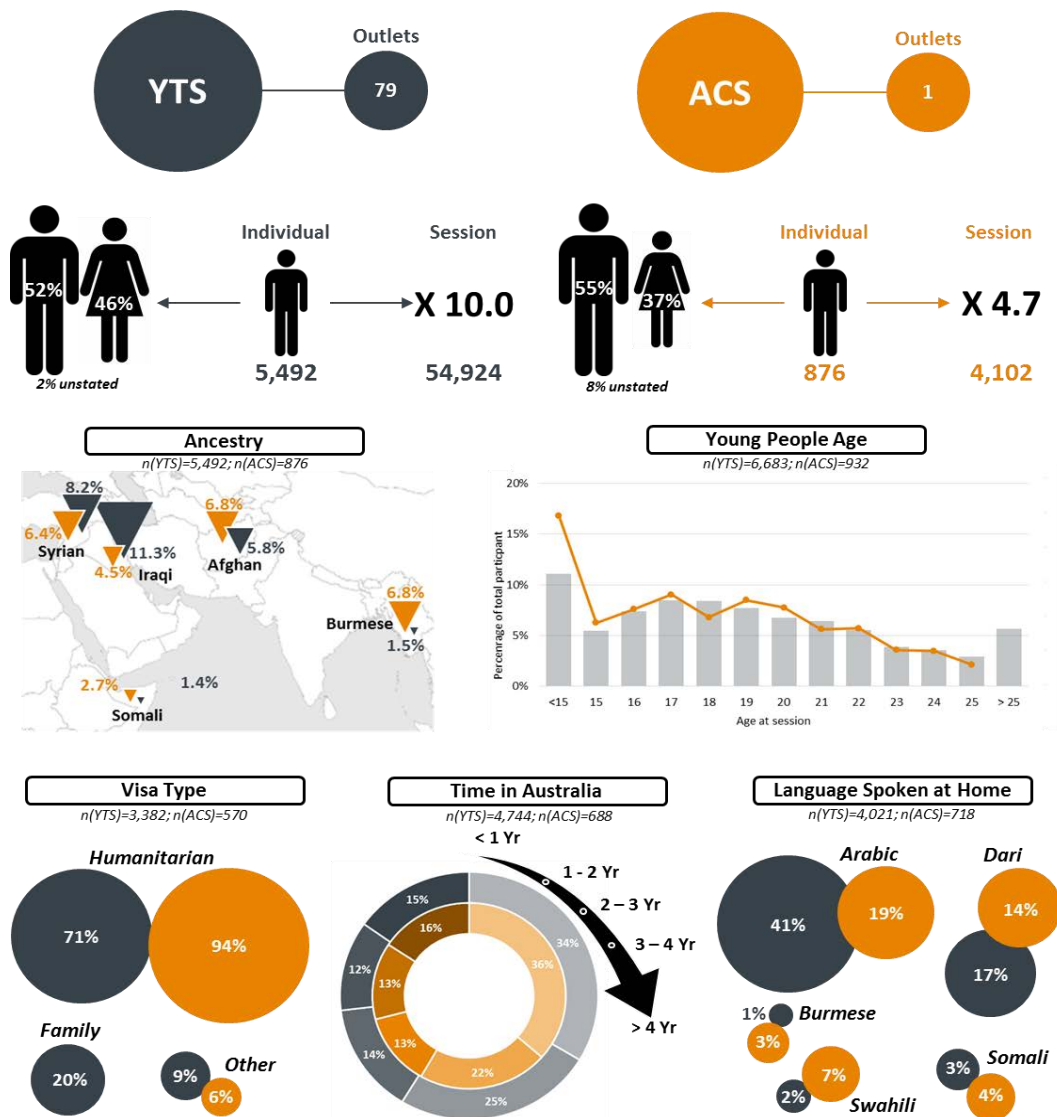 YTS
Outlets
79
ACS
Outlets
1
52%
46%
2% unstated
Individual
5,492
Session
X 10.0
54,924
55%
37%
8% unstated
Individual
876
Session
X 4.7
4,102
Ancestry
n(YTS)=5,492; n(ACS)=876
8.2%
6.4%
Syrian
11.3%
4.5%
Iraqi
6.8%
5.8%
Afghan
6.8%
Burmese
1.5%
2.7%
1.4%
Somali
Young People Age
n(YTS)=6,683; n(ACS)=932
Percenrage of total particpant
20%
15%
10%
5%
0%
<15 15 16 17 18 19 20 21 22 23 24 25 > 25
Age at session
Visa Type
n(YTS)=3,382; n(ACS)=570
Humanitarian
71%
94%
Family
20%
Other
9%
6%
Time in Australia
n(YTS)=4,744; n(ACS)=688
< 1 Yr
1 - 2 Yr
2 – 3 Yr
3 – 4 Yr
> 4 Yr
15%
16%
34%
36%
12%
13%
14%
13%
22%
25%
Language Spoken at Home
n(YTS)=4,021; n(ACS)=718
Arabic
41%
19%
Dari
14%
17%
1%
Burmese
3%
7%
2%
Swahili
Somali
3%
4%